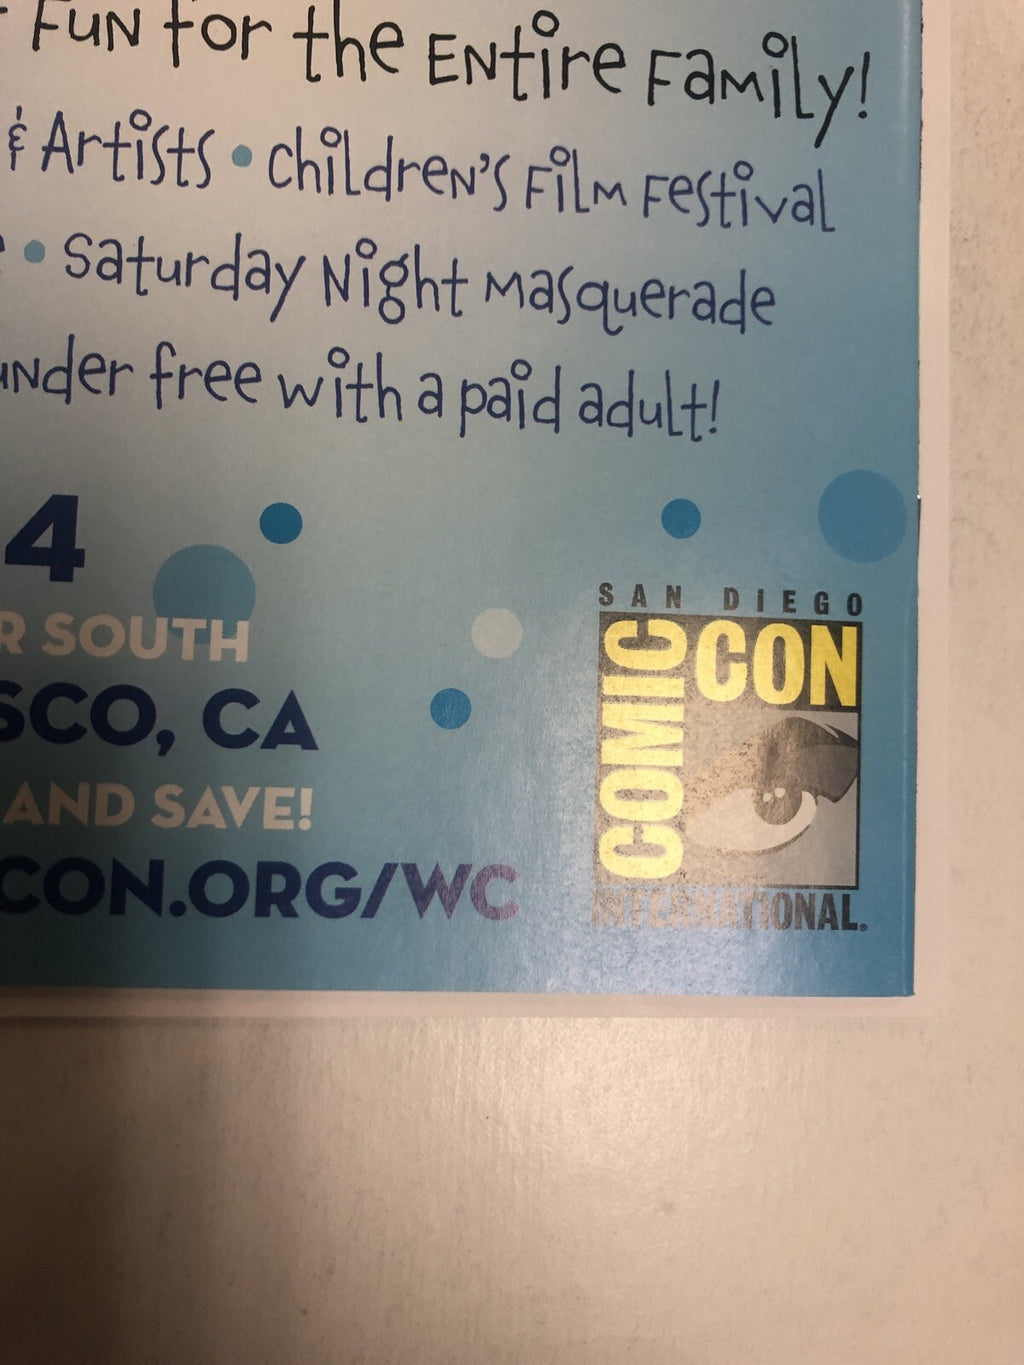 FUN for the ENtire Family!
& Artists • Children's Film Festival
• Saturday Night Masquerade
under free with a paid adult!
4
R SOUTH
SCO, CA
AND SAVE!
CON.ORG/WC
SAN DIEGO
COMIC CON
INTERNATIONAL®